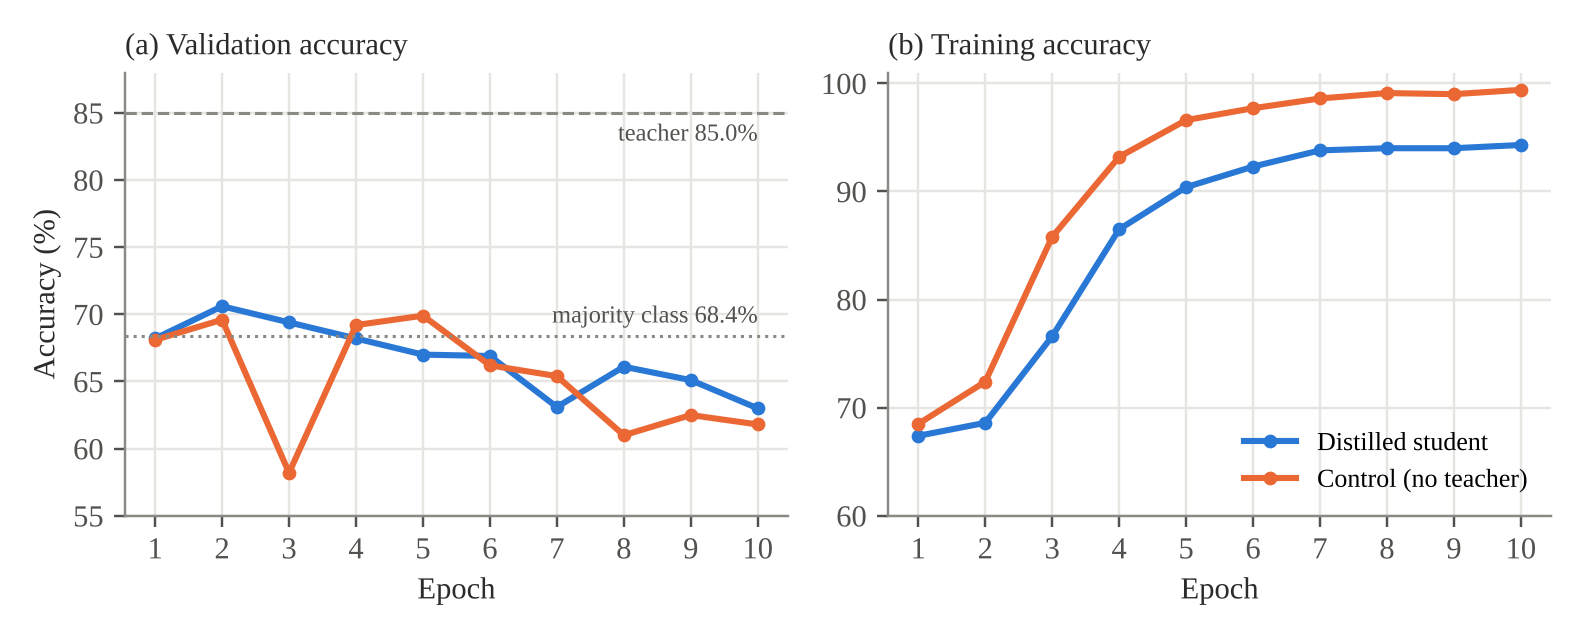 (a) Validation accuracy
Accuracy (%)
85
80
75
70
65
60
55
teacher 85.0%
majority class 68.4%
1 2 3 4 5 6 7 8 9 10
Epoch
(b) Training accuracy
100
90
80
70
60
Distilled student
Control (no teacher)
1 2 3 4 5 6 7 8 9 10
Epoch